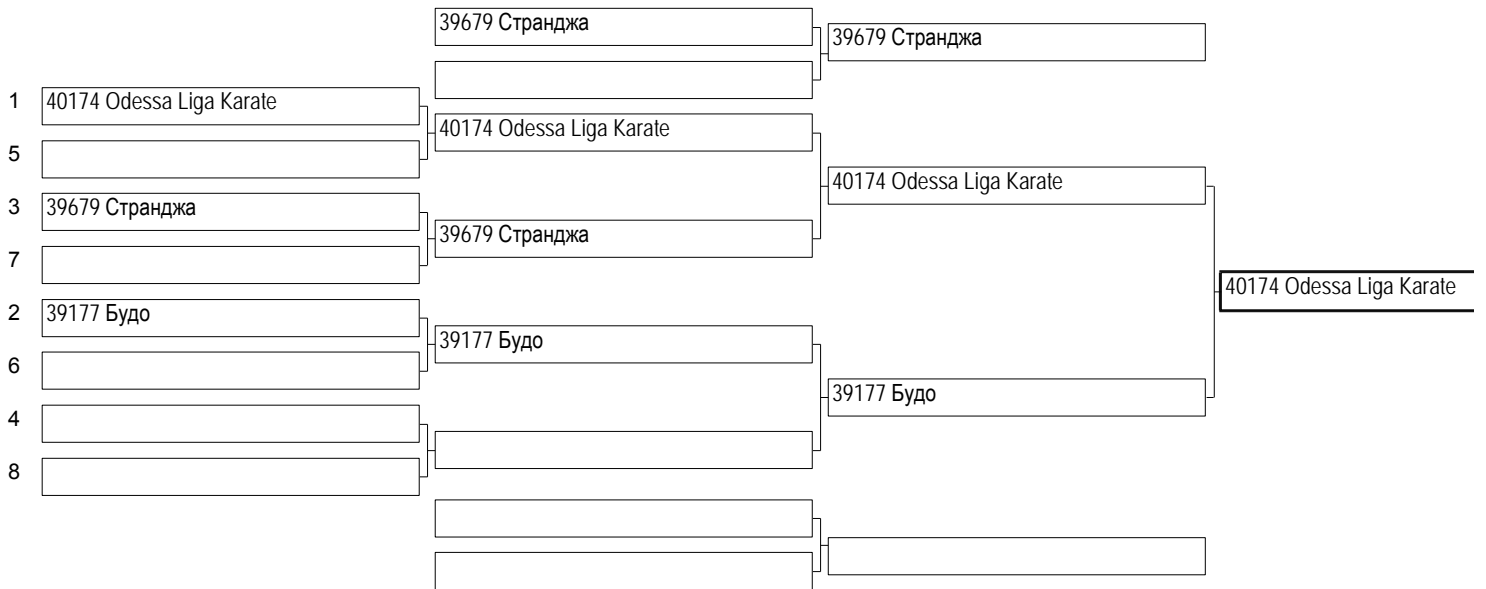 39679 Странджа
39679 Странджа
1 40174 Odessa Liga Karate
40174 Odessa Liga Karate
5
40174 Odessa Liga Karate
3 39679 Странджа
39679 Странджа
7
40174 Odessa Liga Karate
2 39177 Будо
39177 Будо
6
39177 Будо
4
8